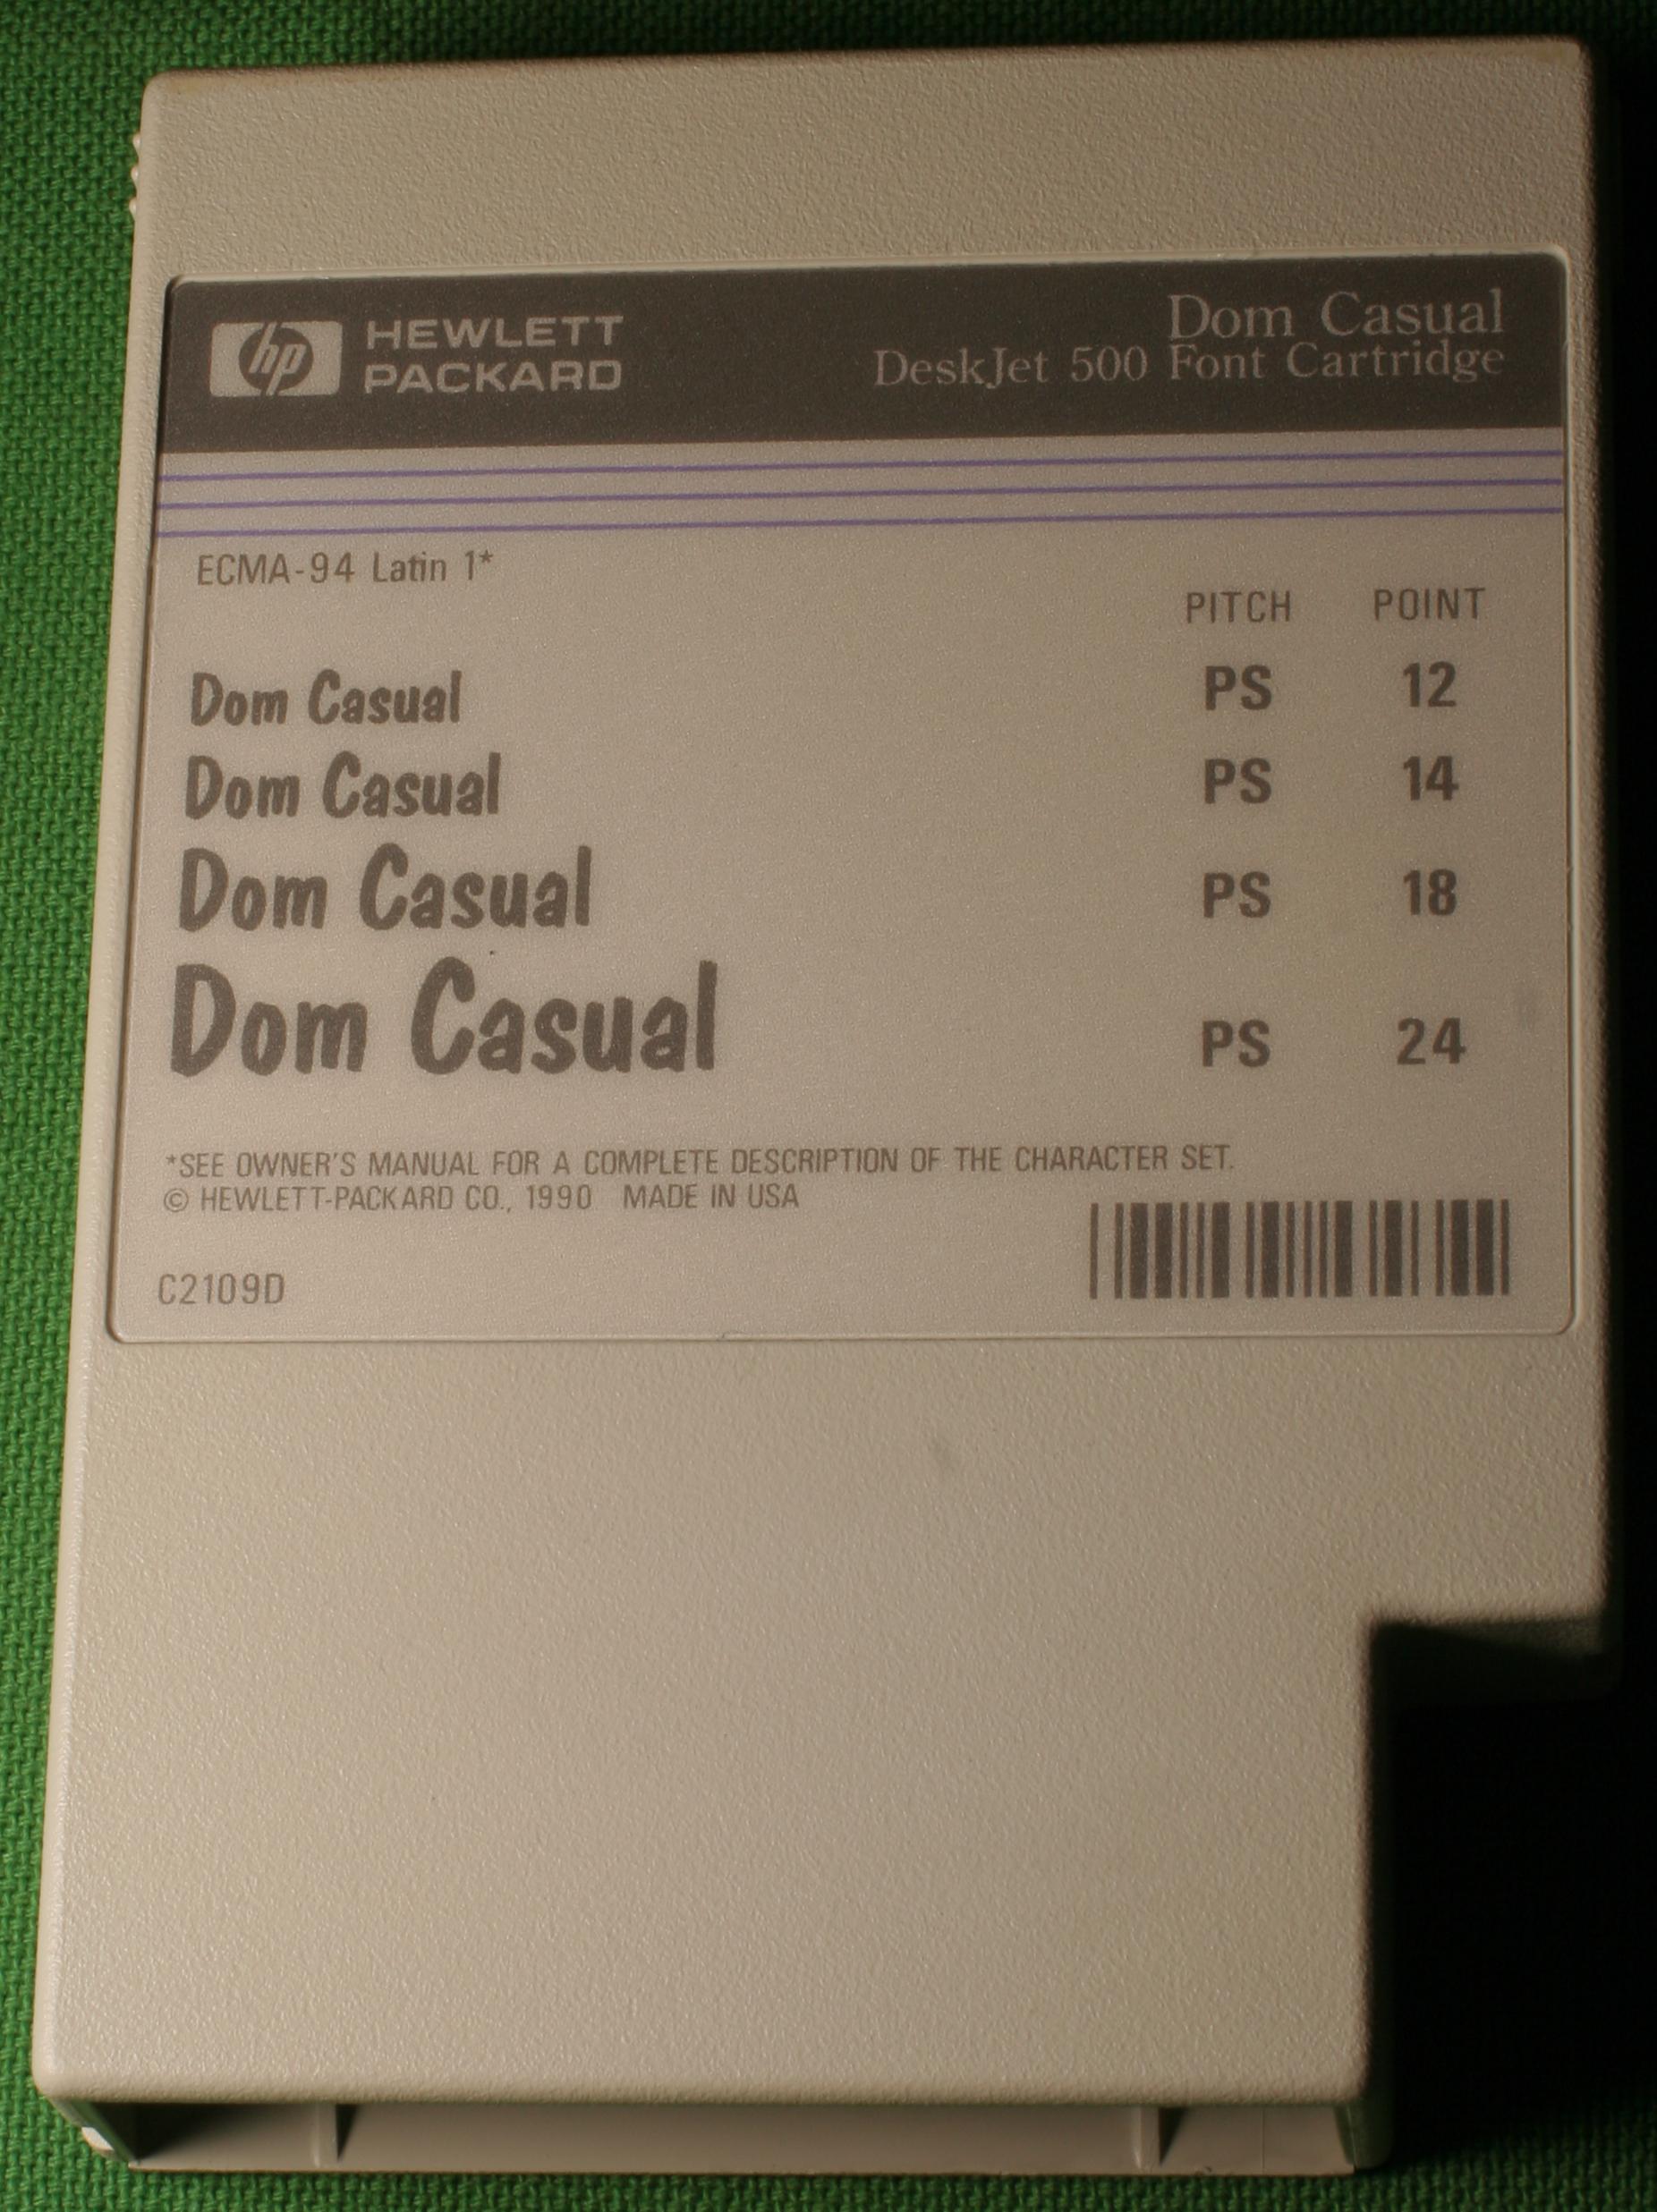 hp HEWLETT
PACKARD
Dom Casual
DeskJet 500 Font Cartridge
ECMA-94 Latin 1*
PITCH POINT
Dom Casual PS 12
Dom Casual PS 14
Dom Casual PS 18
Dom Casual PS 24
*SEE OWNER'S MANUAL FOR A COMPLETE DESCRIPTION OF THE CHARACTER SET.
© HEWLETT-PACKARD CO., 1990 MADE IN USA
C2109D